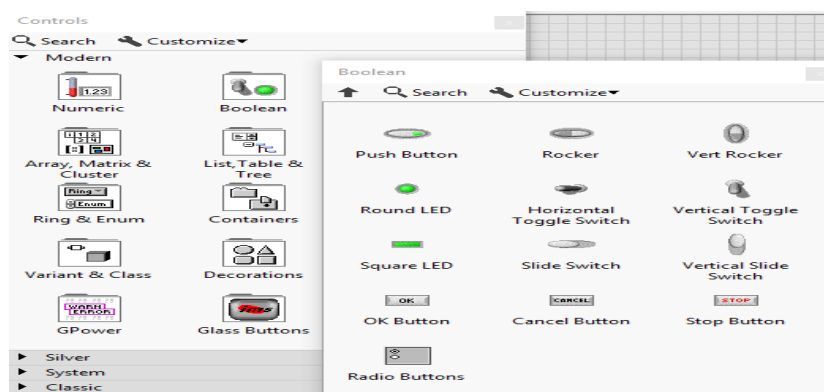 Controls
Search Customize
Modern
1.23
Numeric
Boolean
Array, Matrix &
Cluster
List, Table &
Tree
Ring
Enum
Ring & Enum
Containers
Variant & Class
Decorations
WARN
ERROR
GPower
Glass Buttons
Silver
System
Classic
Boolean
Search Customize
Push Button
Rocker
Vert Rocker
Round LED
Horizontal
Toggle Switch
Vertical Toggle
Switch
Square LED
Slide Switch
Vertical Slide
Switch
OK
CANCEL
STOP
OK Button
Cancel Button
Stop Button
Radio Buttons